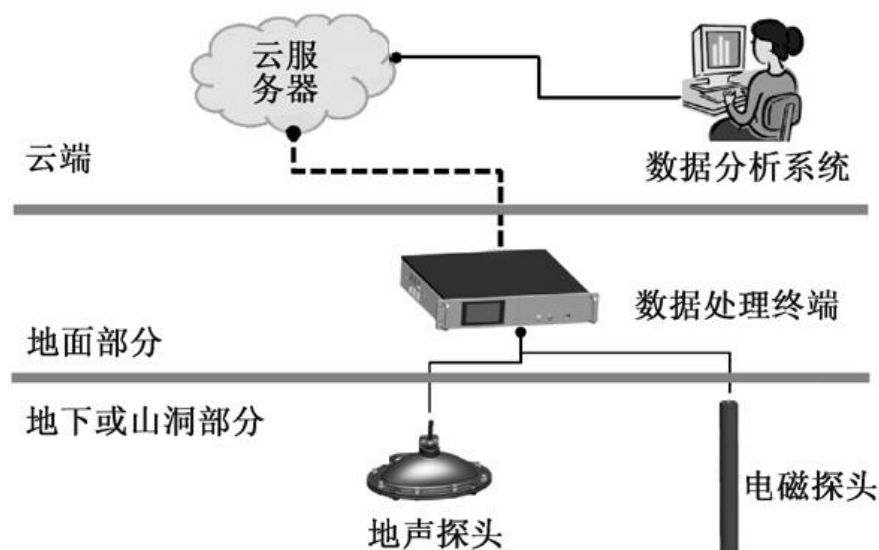 云服
务器
云端
数据分析系统
数据处理终端
地面部分
地下或山洞部分
电磁探头
地声探头